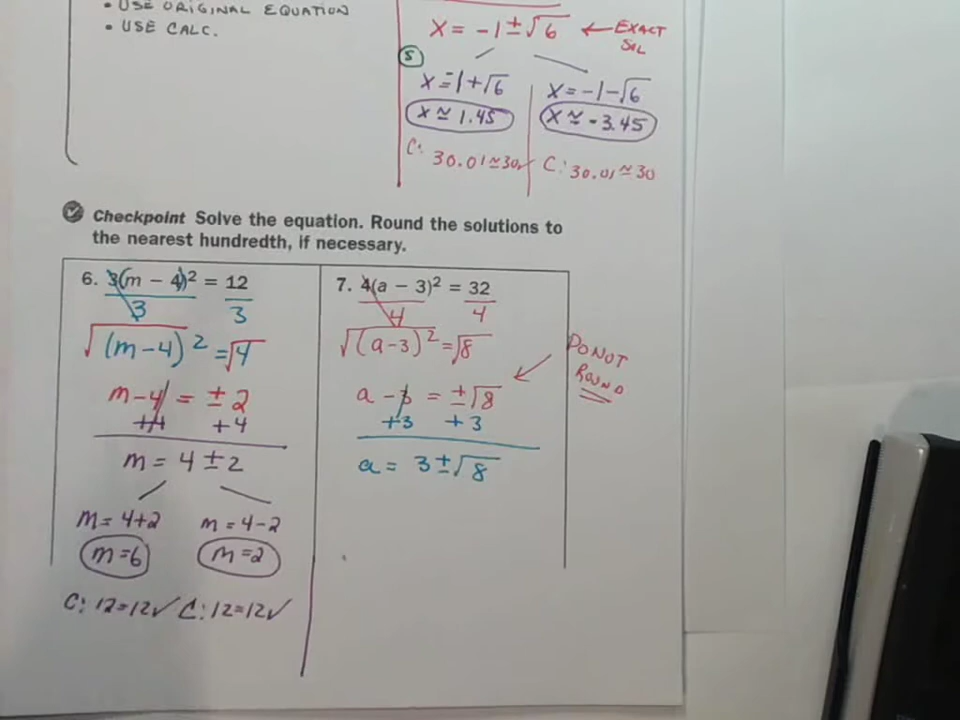 • USE ORIGINAL EQUATION
• USE CALC.
x = -1 ± √6 ← EXACT SOL
5
x = -1 + √6
x ≈ 1.45
C: 30.01 ≈ 30 ✓
x = -1 - √6
x ≈ -3.45
C: 30.01 ≈ 30
Checkpoint Solve the equation. Round the solutions to
the nearest hundredth, if necessary.
6. 3(m − 4)² = 12
3 3
√(m-4)² = √4
m-4 = ±2
+4 +4
m = 4 ± 2
m = 4+2 m = 4-2
m = 6 m = 2
C: 12=12✓ C: 12=12✓
7. 4(a − 3)² = 32
4 4
√(a-3)² = √8
a - 3 = ±√8
+3 +3
a = 3 ± √8
DO NOT
ROUND